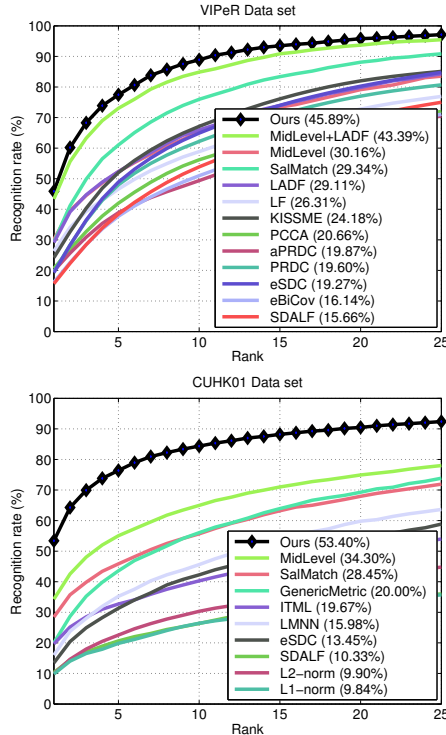 VIPeR Data set
100
90
80
70
60
50
40
30
20
10
0
Recognition rate (%)
Ours (45.89%)
MidLevel+LADF (43.39%)
MidLevel (30.16%)
SalMatch (29.34%)
LADF (29.11%)
LF (26.31%)
KISSME (24.18%)
PCCA (20.66%)
aPRDC (19.87%)
PRDC (19.60%)
eSDC (19.27%)
eBiCov (16.14%)
SDALF (15.66%)
5 10 15 20 25
Rank
CUHK01 Data set
100
90
80
70
60
50
40
30
20
10
0
Recognition rate (%)
Ours (53.40%)
MidLevel (34.30%)
SalMatch (28.45%)
GenericMetric (20.00%)
ITML (19.67%)
LMNN (15.98%)
eSDC (13.45%)
SDALF (10.33%)
L2−norm (9.90%)
L1−norm (9.84%)
5 10 15 20 25
Rank